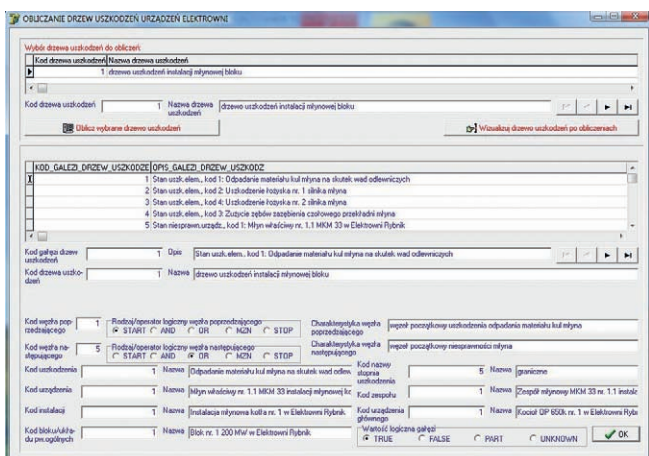 OBLICZANIE DRZEW USZKODZEŃ URZĄDZEŃ ELEKTROWNI
Wybór drzewa uszkodzeń do obliczeń:
Kod drzewa uszkodzeń Nazwa drzewa uszkodzeń
1 drzewo uszkodzeń instalacji młynowej bloku
Kod drzewa uszkodzeń 1 Nazwa drzewa uszkodzeń drzewo uszkodzeń instalacji młynowej bloku
Oblicz wybrane drzewo uszkodzeń Wizualizuj drzewo uszkodzeń po obliczeniach
KOD_GALEZI_DRZEW_USZKODZE OPIS_GALEZI_DRZEW_USZKODZ
1 Stan uszk.elem., kod 1: Odpadanie materiału kul młyna na skutek wad odlewniczych
2 Stan uszk.elem., kod 2: Uszkodzenie łożyska nr. 1 silnika młyna
3 Stan uszk.elem., kod 4: Uszkodzenie łożyska nr. 2 silnika młyna
4 Stan uszk.elem., kod 3: Zużycie zębów zazębienia czołowego przekładni młyna
5 Stan niesprawn.urządz., kod 1: Młyn właściwy nr. 1.1 MKM 33 w Elektrowni Rybnik
Kod gałęzi drzew uszkodzeń 1 Opis Stan uszk.elem., kod 1: Odpadanie materiału kul młyna na skutek wad odlewniczych
Kod drzewa uszko-dzeń 1 Nazwa drzewo uszkodzeń instalacji młynowej bloku
Kod węzła pop-rzedzającego 1 Rodzaj/operator logiczny węzła poprzedzającego START AND OR MZN STOP Charakterystyka węzła poprzedzającego węzeł początkowy uszkodzenia odpadania materiału kul młyna
Kod węzła na-stępującego 5 Rodzaj/operator logiczny węzła następującego START AND OR MZN STOP Charakterystyka węzła następującego węzeł początkowy niesprawności młyna
Kod uszkodzenia 1 Nazwa Odpadanie materiału kul młyna na skutek wad odlew. Kod nazwy stopnia uszkodzenia 5 Nazwa graniczne
Kod urządzenia 1 Nazwa Młyn właściwy nr. 1.1 MKM 33 instalacji młynowej kc Kod zespołu 1 Nazwa Zespół młynowy MKM 33 nr. 1.1 instalc
Kod instalacji 1 Nazwa Instalacja młynowa kotła nr. 1 w Elektrowni Rybnik Kod urządzenia głównego 1 Nazwa Kocioł OP 650k nr. 1 w Elektrowni Rybr
Kod bloku/ukła-du pw.ogólnych 1 Nazwa Blok nr. 1 200 MW w Elektrowni Rybnik Wartość logiczna gałęzi TRUE FALSE PART UNKNOWN OK